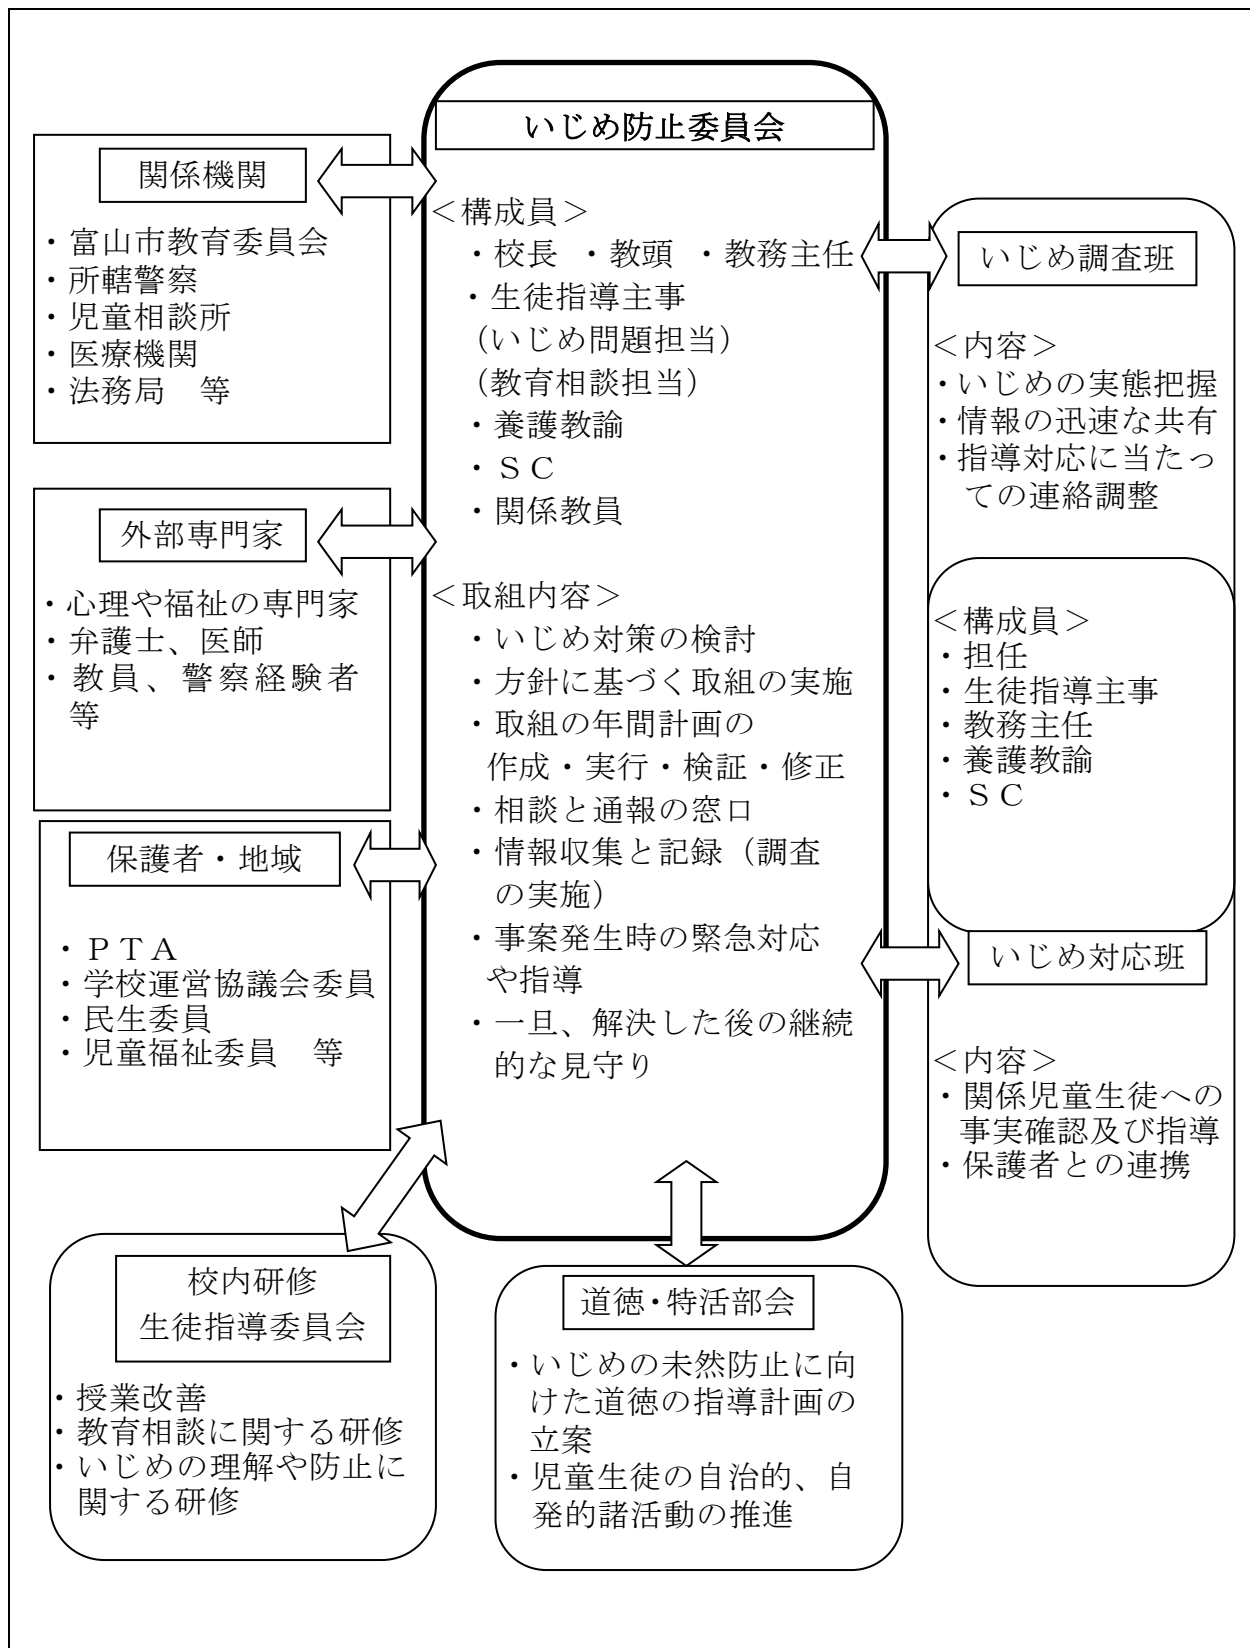 いじめ防止委員会
＜構成員＞
・校長　・教頭　・教務主任
・生徒指導主事
（いじめ問題担当）
（教育相談担当）
・養護教諭
・ＳＣ
・関係教員
＜取組内容＞
・いじめ対策の検討
・方針に基づく取組の実施
・取組の年間計画の
作成・実行・検証・修正
・相談と通報の窓口
・情報収集と記録（調査
の実施）
・事案発生時の緊急対応
や指導
・一旦、解決した後の継続
的な見守り
関係機関
・富山市教育委員会
・所轄警察
・児童相談所
・医療機関
・法務局　等
外部専門家
・心理や福祉の専門家
・弁護士、医師
・教員、警察経験者
等
保護者・地域
・ＰＴＡ
・学校運営協議会委員
・民生委員
・児童福祉委員　等
いじめ調査班
＜内容＞
・いじめの実態把握
・情報の迅速な共有
・指導対応に当たっ
ての連絡調整
＜構成員＞
・担任
・生徒指導主事
・教務主任
・養護教諭
・ＳＣ
いじめ対応班
＜内容＞
・関係児童生徒への
事実確認及び指導
・保護者との連携
校内研修
生徒指導委員会
・授業改善
・教育相談に関する研修
・いじめの理解や防止に
関する研修
道徳・特活部会
・いじめの未然防止に向
けた道徳の指導計画の
立案
・児童生徒の自治的、自
発的諸活動の推進